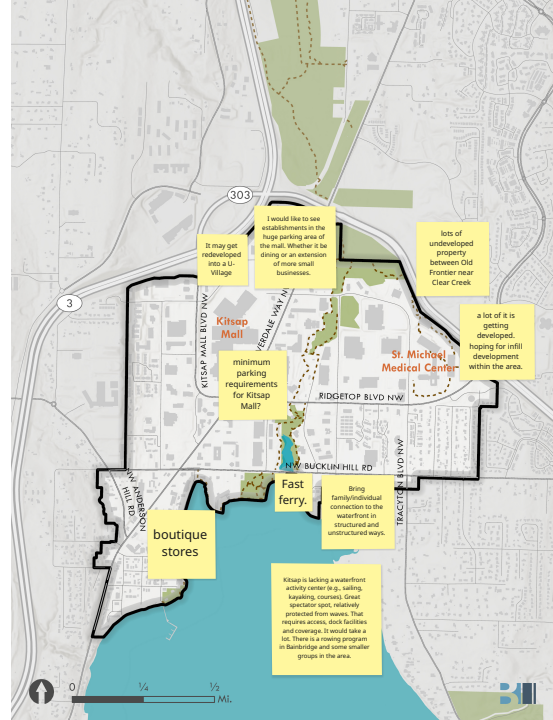 303
I would like to see
establishments in the
huge parking area of
the mall. Whether it be
dining or an extension
of more small
businesses.
It may get
redeveloped
into a U-
Village
lots of
undeveloped
property
between Old
Frontier near
Clear Creek
3
a lot of it is
getting
developed.
hoping for infill
development
within the area.
KITSAP MALL BLVD NW
Kitsap
Mall
VERDALE WAY NW
St. Michael
Medical Center
minimum
parking
requirements
for Kitsap
Mall?
RIDGETOP BLVD NW
NW BUCKLIN HILL RD
TRACYTON BLVD NW
NW ANDERSON
HILL RD
Fast
ferry.
Bring
family/individual
connection to the
waterfront in
structured and
unstructured ways.
boutique
stores
Kitsap is lacking a waterfront
activity center (e.g., sailing,
kayaking, courses). Great
spectator spot, relatively
protected from waves. That
requires access, dock facilities
and coverage. It would take a
lot. There is a rowing program
in Bainbridge and some smaller
groups in the area.
0 1/4 1/2
Mi.